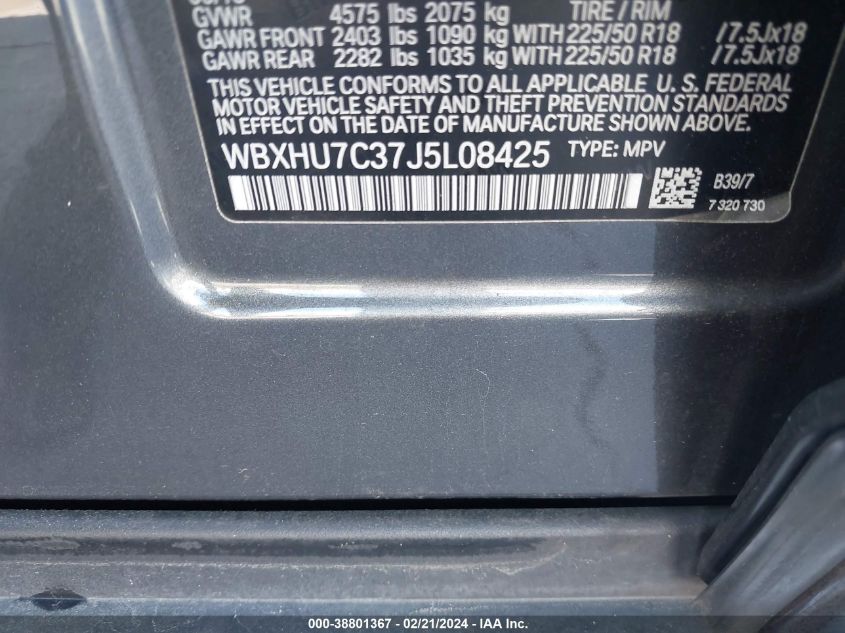 GVWR 4575 lbs 2075 kg TIRE / RIM
GAWR FRONT 2403 lbs 1090 kg WITH 225/50 R18 / 7.5Jx18
GAWR REAR 2282 lbs 1035 kg WITH 225/50 R18 / 7.5Jx18
THIS VEHICLE CONFORMS TO ALL APPLICABLE U. S. FEDERAL
MOTOR VEHICLE SAFETY AND THEFT PREVENTION STANDARDS
IN EFFECT ON THE DATE OF MANUFACTURE SHOWN ABOVE.
WBXHU7C37J5L08425 TYPE: MPV
B39/7
7 320 730
000-38801367 - 02/21/2024 - IAA, Inc.